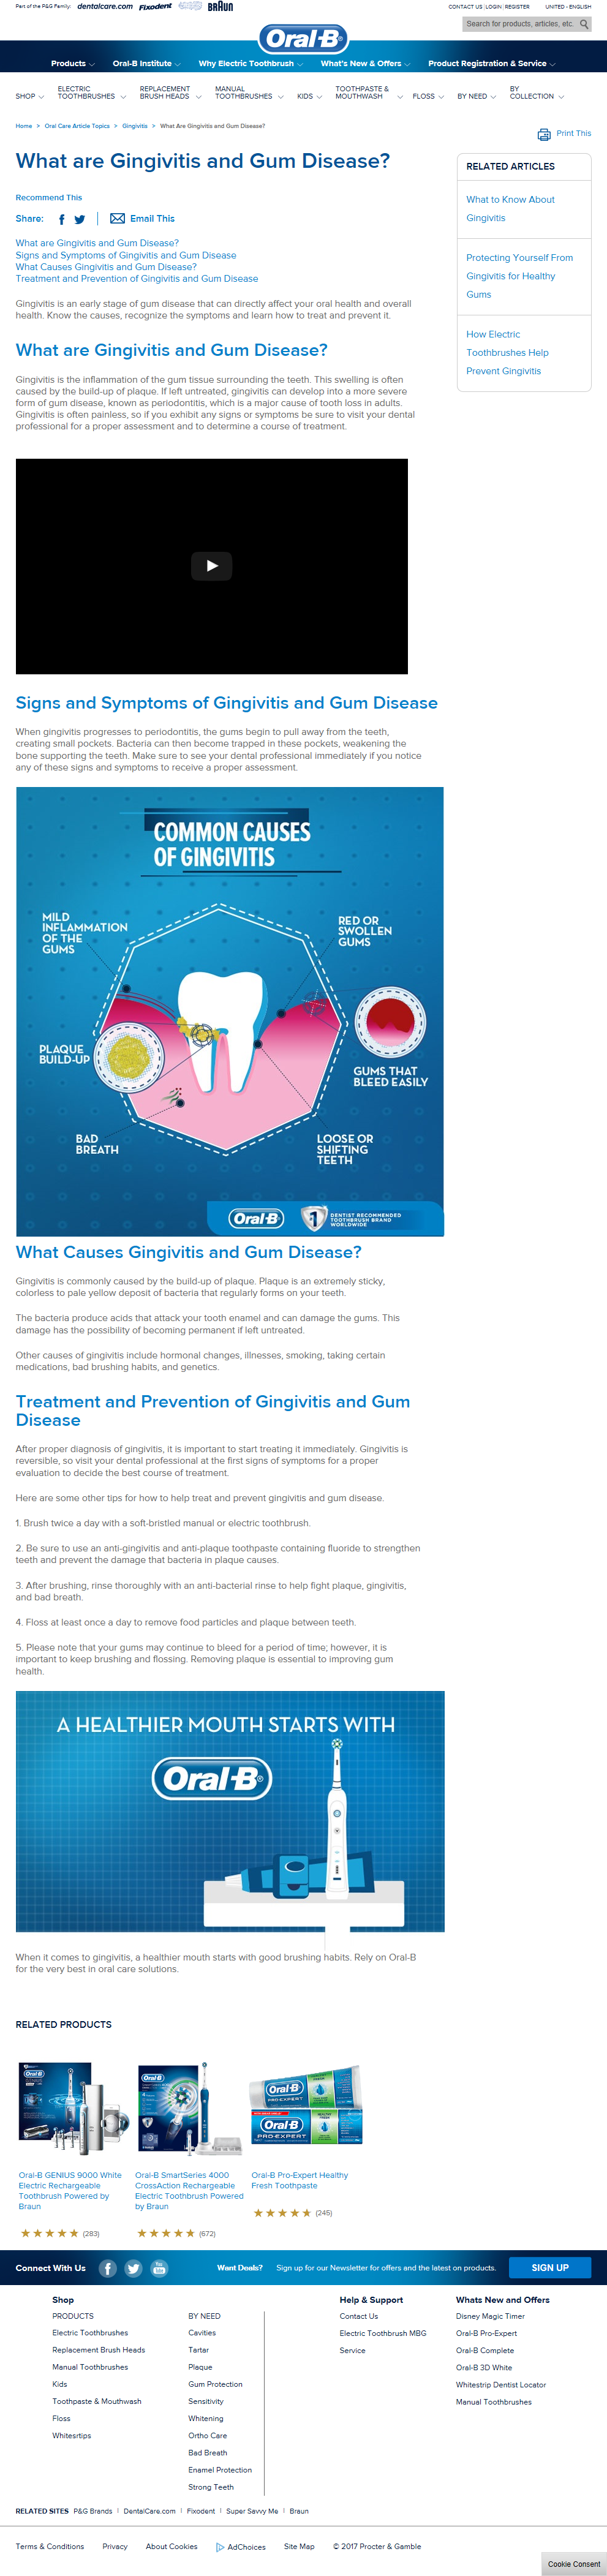 Part of the P&G Family: dentalcare.com Fixodent BRAUN
CONTACT US | LOGIN | REGISTER UNITED - ENGLISH
Search for products, articles, etc.
Oral-B
Products Oral-B Institute Why Electric Toothbrush What's New & Offers Product Registration & Service
SHOP ELECTRIC TOOTHBRUSHES REPLACEMENT BRUSH HEADS MANUAL TOOTHBRUSHES KIDS TOOTHPASTE & MOUTHWASH FLOSS BY NEED BY COLLECTION
Home > Oral Care Article Topics > Gingivitis > What Are Gingivitis and Gum Disease?
Print This
What are Gingivitis and Gum Disease?
Recommend This
Share: Email This
What are Gingivitis and Gum Disease?
Signs and Symptoms of Gingivitis and Gum Disease
What Causes Gingivitis and Gum Disease?
Treatment and Prevention of Gingivitis and Gum Disease
RELATED ARTICLES
What to Know About
Gingivitis
Protecting Yourself From
Gingivitis for Healthy
Gums
How Electric
Toothbrushes Help
Prevent Gingivitis
Gingivitis is an early stage of gum disease that can directly affect your oral health and overall
health. Know the causes, recognize the symptoms and learn how to treat and prevent it.
What are Gingivitis and Gum Disease?
Gingivitis is the inflammation of the gum tissue surrounding the teeth. This swelling is often
caused by the build-up of plaque. If left untreated, gingivitis can develop into a more severe
form of gum disease, known as periodontitis, which is a major cause of tooth loss in adults.
Gingivitis is often painless, so if you exhibit any signs or symptoms be sure to visit your dental
professional for a proper assessment and to determine a course of treatment.
Signs and Symptoms of Gingivitis and Gum Disease
When gingivitis progresses to periodontitis, the gums begin to pull away from the teeth,
creating small pockets. Bacteria can then become trapped in these pockets, weakening the
bone supporting the teeth. Make sure to see your dental professional immediately if you notice
any of these signs and symptoms to receive a proper assessment.
COMMON CAUSES
OF GINGIVITIS
MILD
INFLAMMATION
OF THE
GUMS
RED OR
SWOLLEN
GUMS
PLAQUE
BUILD-UP
GUMS THAT
BLEED EASILY
BAD
BREATH
LOOSE OR
SHIFTING
TEETH
Oral-B
1
DENTIST RECOMMENDED
TOOTHBRUSH BRAND
WORLDWIDE
What Causes Gingivitis and Gum Disease?
Gingivitis is commonly caused by the build-up of plaque. Plaque is an extremely sticky,
colorless to pale yellow deposit of bacteria that regularly forms on your teeth.
The bacteria produce acids that attack your tooth enamel and can damage the gums. This
damage has the possibility of becoming permanent if left untreated.
Other causes of gingivitis include hormonal changes, illnesses, smoking, taking certain
medications, bad brushing habits, and genetics.
Treatment and Prevention of Gingivitis and Gum
Disease
After proper diagnosis of gingivitis, it is important to start treating it immediately. Gingivitis is
reversible, so visit your dental professional at the first signs of symptoms for a proper
evaluation to decide the best course of treatment.
Here are some other tips for how to help treat and prevent gingivitis and gum disease.
1. Brush twice a day with a soft-bristled manual or electric toothbrush.
2. Be sure to use an anti-gingivitis and anti-plaque toothpaste containing fluoride to strengthen
teeth and prevent the damage that bacteria in plaque causes.
3. After brushing, rinse thoroughly with an anti-bacterial rinse to help fight plaque, gingivitis,
and bad breath.
4. Floss at least once a day to remove food particles and plaque between teeth.
5. Please note that your gums may continue to bleed for a period of time; however, it is
important to keep brushing and flossing. Removing plaque is essential to improving gum
health.
A HEALTHIER MOUTH STARTS WITH
Oral-B
When it comes to gingivitis, a healthier mouth starts with good brushing habits. Rely on Oral-B
for the very best in oral care solutions.
RELATED PRODUCTS
Oral-B GENIUS 9000 White
Electric Rechargeable
Toothbrush Powered by
Braun
(283)
Oral-B SmartSeries 4000
CrossAction Rechargeable
Electric Toothbrush Powered
by Braun
(672)
Oral-B PRO-EXPERT
Oral-B PRO-EXPERT
Oral-B Pro-Expert Healthy
Fresh Toothpaste
(245)
Connect With Us You Tube Want Deals? Sign up for our Newsletter for offers and the latest on products. SIGN UP
Shop
PRODUCTS
Electric Toothbrushes
Replacement Brush Heads
Manual Toothbrushes
Kids
Toothpaste & Mouthwash
Floss
Whitesrtips
BY NEED
Cavities
Tartar
Plaque
Gum Protection
Sensitivity
Whitening
Ortho Care
Bad Breath
Enamel Protection
Strong Teeth
Help & Support
Contact Us
Electric Toothbrush MBG
Service
Whats New and Offers
Disney Magic Timer
Oral-B Pro-Expert
Oral-B Complete
Oral-B 3D White
Whitestrip Dentist Locator
Manual Toothbrushes
RELATED SITES P&G Brands | DentalCare.com | Fixodent | Super Savvy Me | Braun
Terms & Conditions Privacy About Cookies AdChoices Site Map © 2017 Procter & Gamble
Cookie Consent